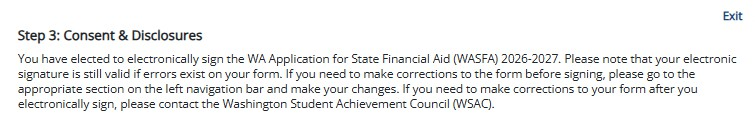 Exit
Step 3: Consent & Disclosures
You have elected to electronically sign the WA Application for State Financial Aid (WASFA) 2026-2027. Please note that your electronic
signature is still valid if errors exist on your form. If you need to make corrections to the form before signing, please go to the
appropriate section on the left navigation bar and make your changes. If you need to make corrections to your form after you
electronically sign, please contact the Washington Student Achievement Council (WSAC).